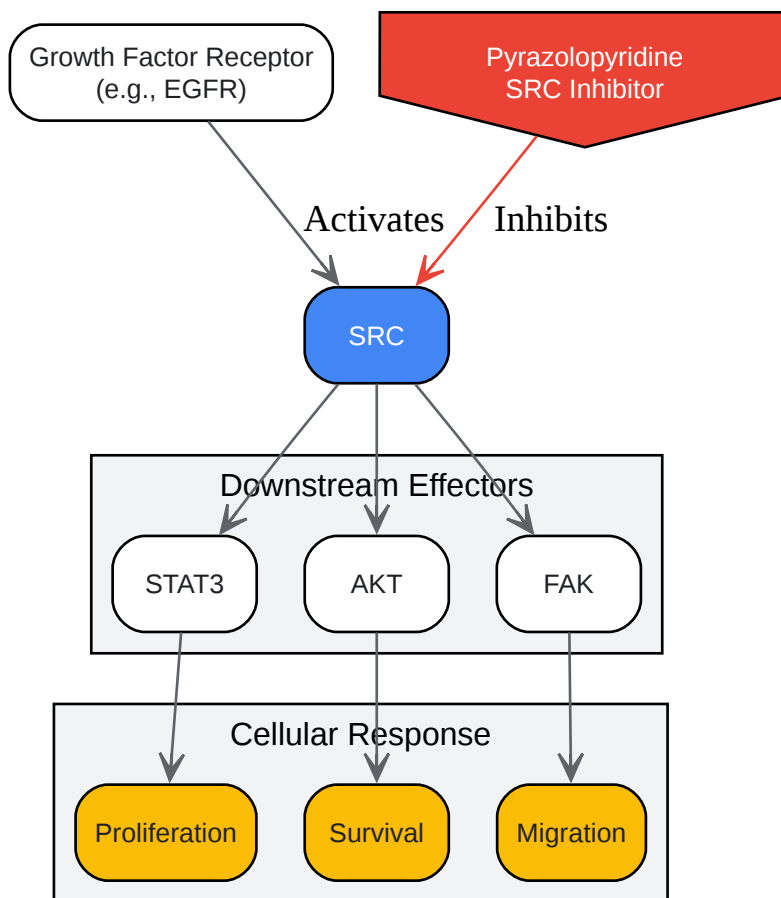 Growth Factor Receptor
(e.g., EGFR)
Pyrazolopyridine
SRC Inhibitor
Activates
Inhibits
SRC
Downstream Effectors
STAT3
AKT
FAK
Cellular Response
Proliferation
Survival
Migration